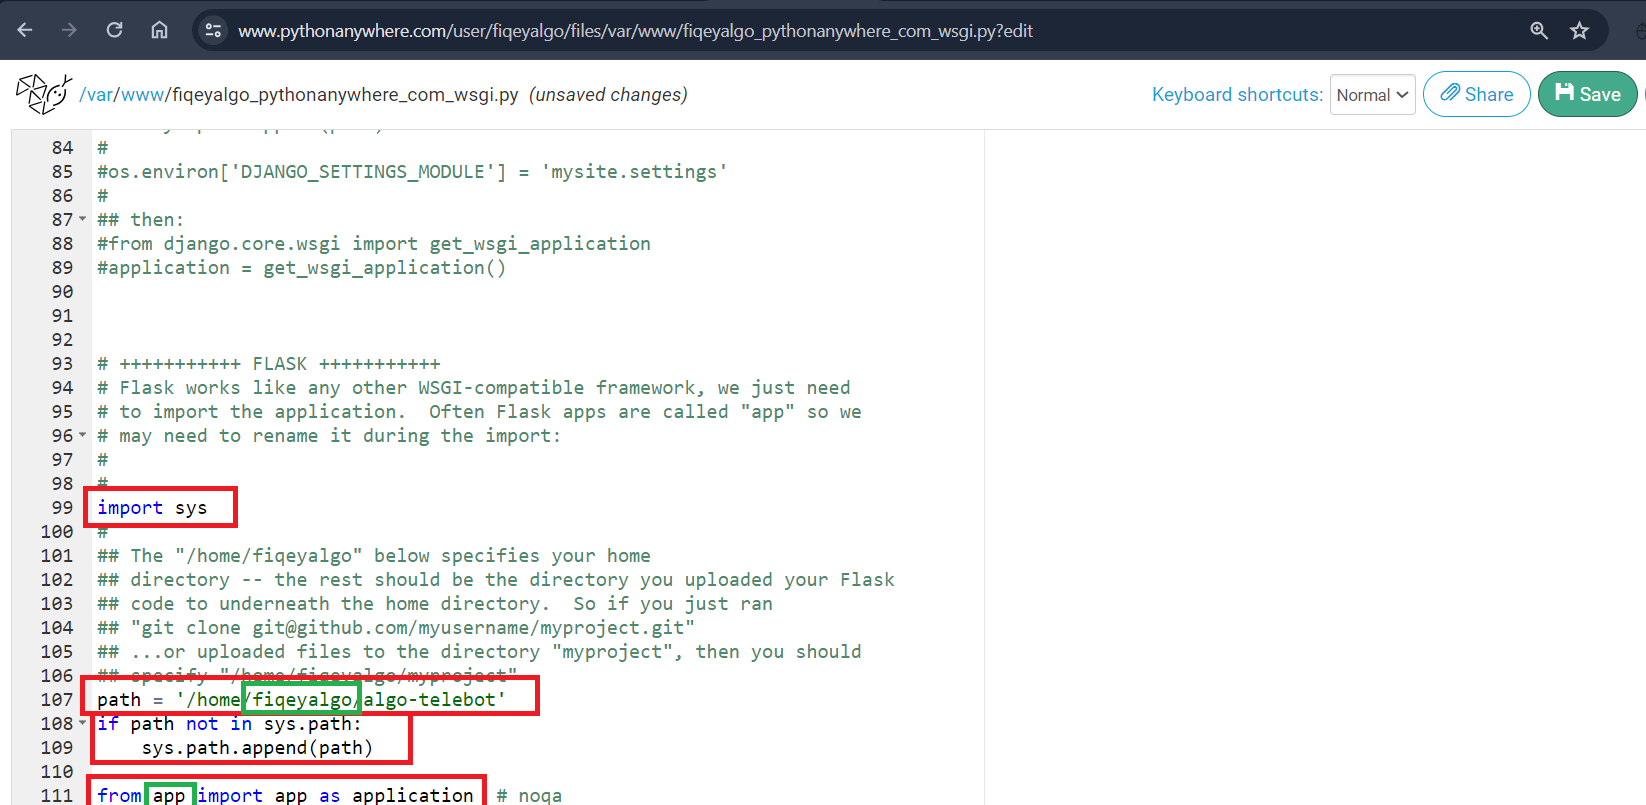 www.pythonanywhere.com/user/fiqeyalgo/files/var/www/fiqeyalgo_pythonanywhere_com_wsgi.py?edit
/var/www/fiqeyalgo_pythonanywhere_com_wsgi.py (unsaved changes)
Keyboard shortcuts: Normal Share Save
84 #
85 #os.environ['DJANGO_SETTINGS_MODULE'] = 'mysite.settings'
86 #
87 ## then:
88 #from django.core.wsgi import get_wsgi_application
89 #application = get_wsgi_application()
90
91
92
93 # +++++++++++ FLASK +++++++++++
94 # Flask works like any other WSGI-compatible framework, we just need
95 # to import the application.  Often Flask apps are called "app" so we
96 # may need to rename it during the import:
97 #
98 #
99 import sys
100 #
101 ## The "/home/fiqeyalgo" below specifies your home
102 ## directory -- the rest should be the directory you uploaded your Flask
103 ## code to underneath the home directory.  So if you just ran
104 ## "git clone git@github.com/myusername/myproject.git"
105 ## ...or uploaded files to the directory "myproject", then you should
106 ## specify "/home/fiqeyalgo/myproject"
107 path = '/home/fiqeyalgo/algo-telebot'
108 if path not in sys.path:
109     sys.path.append(path)
110
111 from app import app as application # noqa